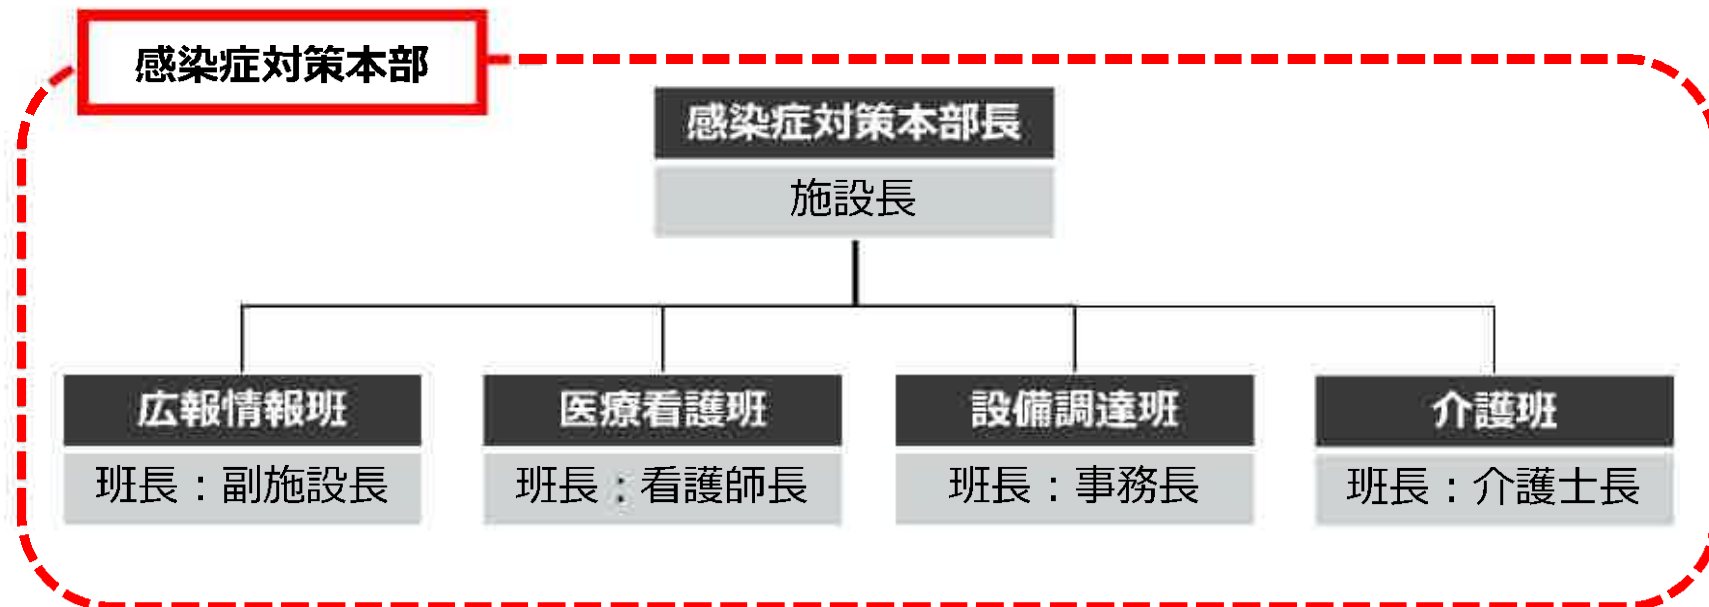 感染症対策本部
感染症対策本部長
施設長
広報情報班
班長：副施設長
医療看護班
班長：看護師長
設備調達班
班長：事務長
介護班
班長：介護士長